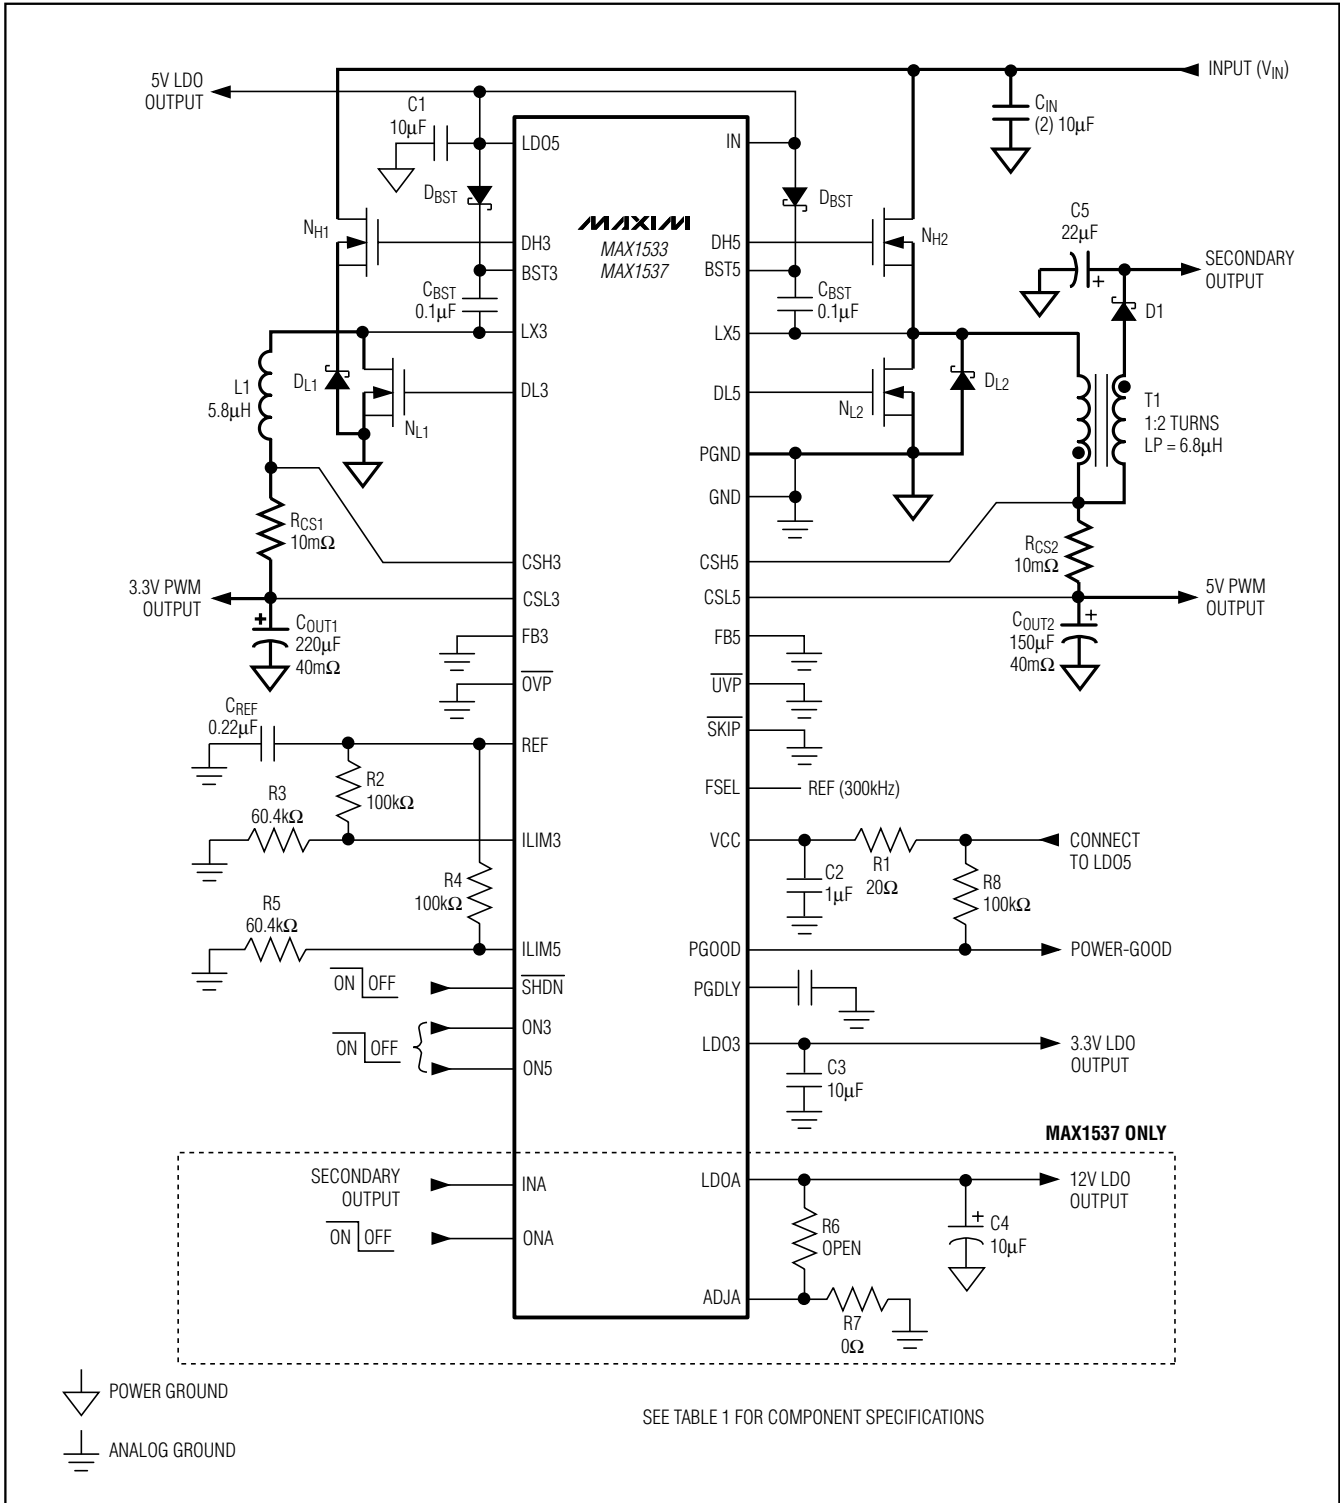 INPUT (VIN)
5V LDO
OUTPUT
C1
10µF
CIN
(2) 10µF
LDO5
IN
DBST
DBST
MAXIM
MAX1533
MAX1537
NH1
DH3
BST3
DH5
BST5
NH2
C5
22µF
+
SECONDARY
OUTPUT
CBST
0.1µF
CBST
0.1µF
D1
LX3
LX5
L1
5.8µH
DL1
NL1
DL3
DL5
NL2
DL2
T1
1:2 TURNS
LP = 6.8µH
PGND
GND
RCS1
10mΩ
RCS2
10mΩ
CSH3
CSH5
3.3V PWM
OUTPUT
CSL3
CSL5
5V PWM
OUTPUT
+
COUT1
220µF
40mΩ
+
COUT2
150µF
40mΩ
FB3
FB5
OVP
UVP
CREF
0.22µF
REF
SKIP
R2
100kΩ
FSEL
REF (300kHz)
R3
60.4kΩ
ILIM3
VCC
C2
1µF
R1
20Ω
R8
100kΩ
CONNECT
TO LDO5
R4
100kΩ
R5
60.4kΩ
ILIM5
PGOOD
POWER-GOOD
ON OFF
SHDN
PGDLY
ON OFF
ON3
ON5
LDO3
3.3V LDO
OUTPUT
C3
10µF
MAX1537 ONLY
SECONDARY
OUTPUT
INA
LDOA
12V LDO
OUTPUT
ON OFF
ONA
R6
OPEN
+
C4
10µF
ADJA
R7
0Ω
POWER GROUND
ANALOG GROUND
SEE TABLE 1 FOR COMPONENT SPECIFICATIONS